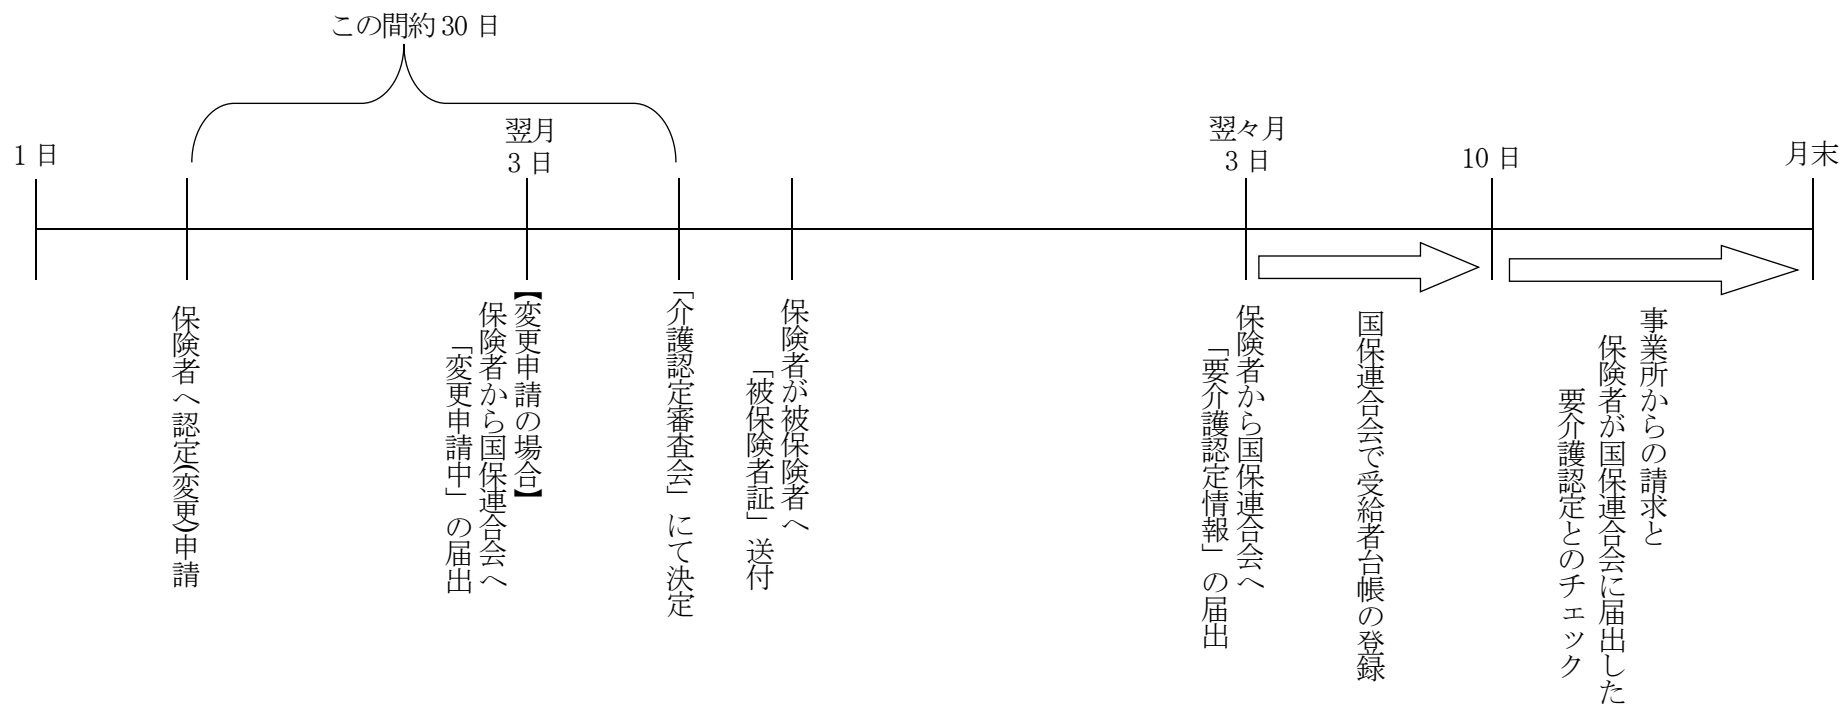 この間約30日
1日
翌月
3日
翌々月
3日
10日
月末
保険者へ認定(変更)申請
【変更申請の場合】
保険者から国保連合会へ
「変更申請中」の届出
「介護認定審査会」にて決定
保険者が被保険者へ
「被保険者証」送付
保険者から国保連合会へ
「要介護認定情報」の届出
国保連合会で受給者台帳の登録
事業所からの請求と
保険者が国保連合会に届出した
要介護認定とのチェック